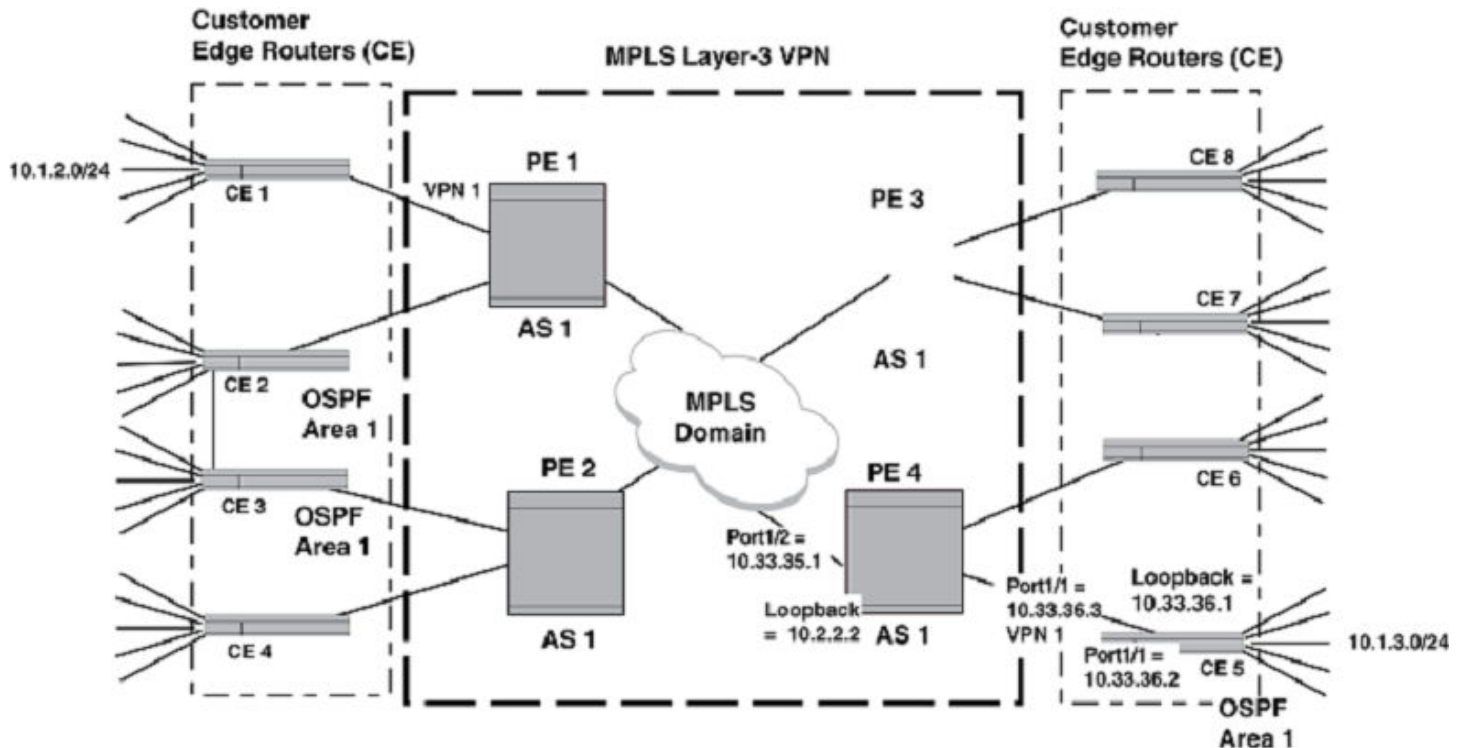 Customer
Edge Routers (CE)
MPLS Layer-3 VPN
Customer
Edge Routers (CE)
10.1.2.0/24
CE 1
VPN 1
PE 1
AS 1
PE 3
CE 8
CE 2
OSPF
Area 1
MPLS
Domain
AS 1
CE 7
CE 3
OSPF
Area 1
PE 2
AS 1
PE 4
CE 6
Port1/2 =
10.33.35.1
Loopback
= 10.2.2.2
AS 1
Port1/1 =
10.33.36.3
VPN 1
Loopback =
10.33.36.1
CE 4
Port1/1 =
10.33.36.2
CE 5
10.1.3.0/24
OSPF
Area 1